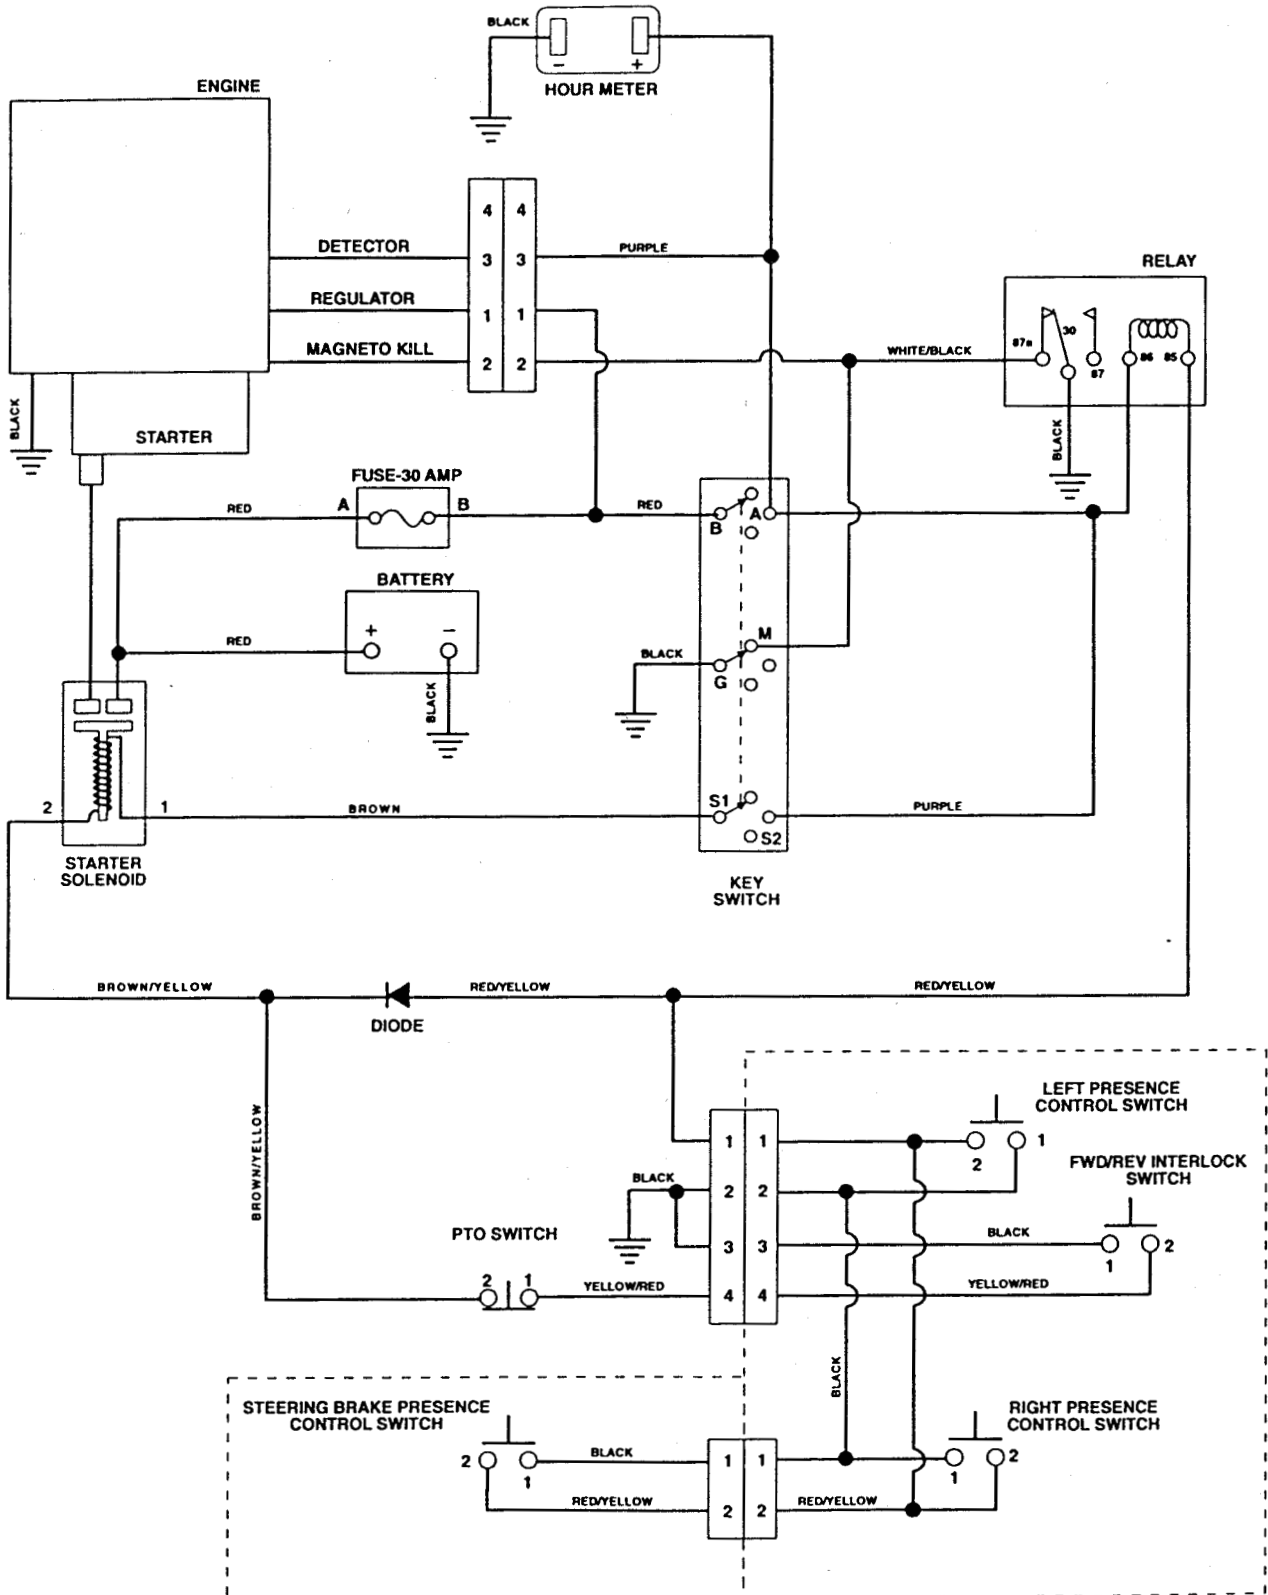 BLACK
- +
HOUR METER
ENGINE
4 4
DETECTOR 3 3 PURPLE
REGULATOR 1 1
MAGNETO KILL 2 2 WHITE/BLACK
RELAY
87a 30 87 86 85
BLACK
BLACK
STARTER
FUSE-30 AMP
RED A B RED B A
BATTERY
RED + -
BLACK
BLACK G M
2 1 BROWN S1 S2 PURPLE
STARTER
SOLENOID
KEY
SWITCH
BROWN/YELLOW RED/YELLOW RED/YELLOW
DIODE
BROWN/YELLOW
LEFT PRESENCE
CONTROL SWITCH
1 1 2 1
FWD/REV INTERLOCK
SWITCH
BLACK 2 2
PTO SWITCH
3 3 BLACK 1 2
2 1 YELLOW/RED 4 4 YELLOW/RED
BLACK
STEERING BRAKE PRESENCE
CONTROL SWITCH
RIGHT PRESENCE
CONTROL SWITCH
2 1 BLACK 1 1 1 2
RED/YELLOW 2 2 RED/YELLOW